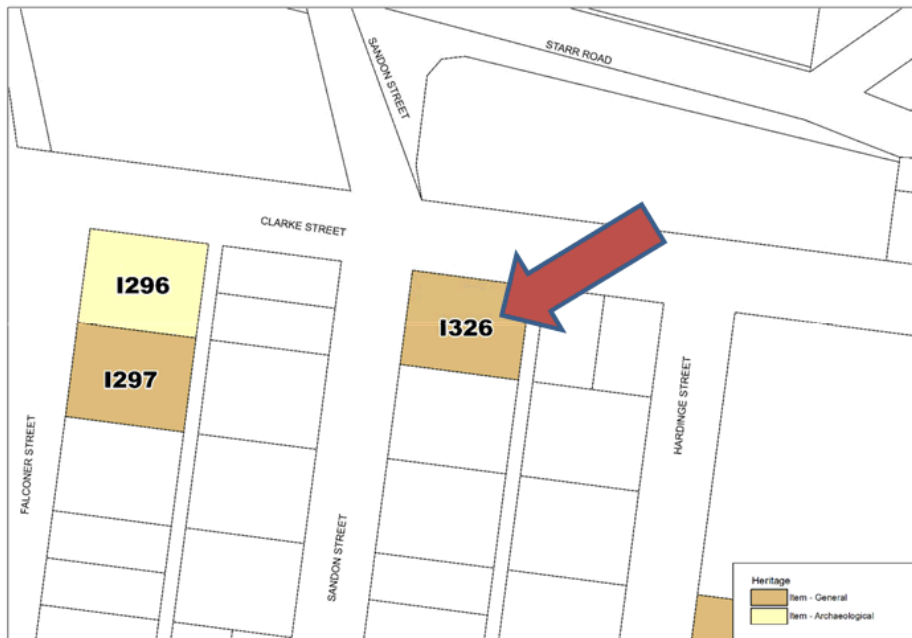 SANDON STREET
STARR ROAD
CLARKE STREET
I296
I326
I297
HARDINGE STREET
FALCONER STREET
SANDON STREET
Heritage
Item - General
Item - Archaeological